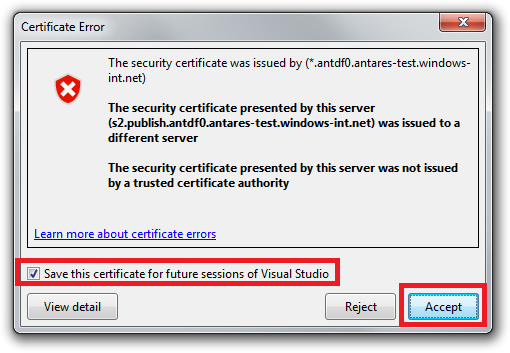 Certificate Error
The security certificate was issued by (*.antdf0.antares-test.windows-
int.net)
The security certificate presented by this server
(s2.publish.antdf0.antares-test.windows-int.net) was issued to a
different server
The security certificate presented by this server was not issued
by a trusted certificate authority
Learn more about certificate errors
Save this certificate for future sessions of Visual Studio
View detail Reject Accept